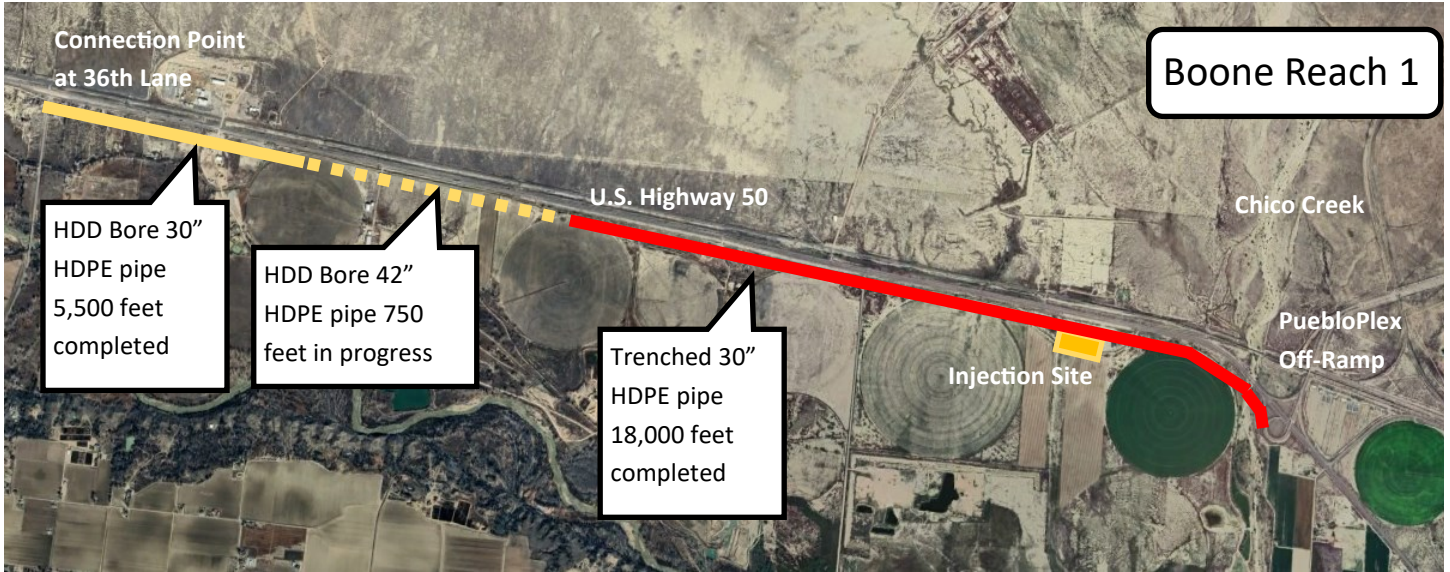 Connection Point
at 36th Lane
Boone Reach 1
U.S. Highway 50
Chico Creek
HDD Bore 30”
HDPE pipe
5,500 feet
completed
HDD Bore 42”
HDPE pipe 750
feet in progress
Trenched 30”
HDPE pipe
18,000 feet
completed
Injection Site
PuebloPlex
Off-Ramp